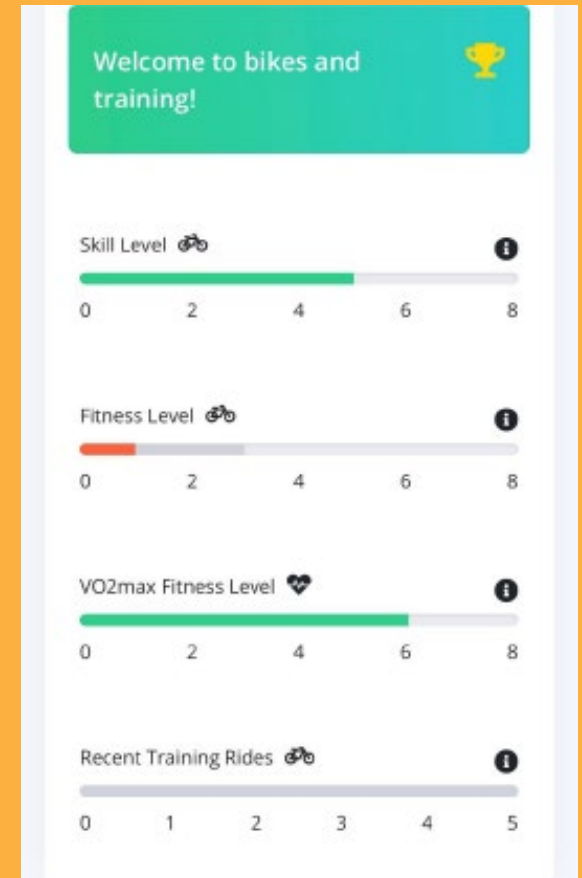 Welcome to bikes and
training!
Skill Level
0 2 4 6 8
Fitness Level
0 2 4 6 8
VO2max Fitness Level
0 2 4 6 8
Recent Training Rides
0 1 2 3 4 5